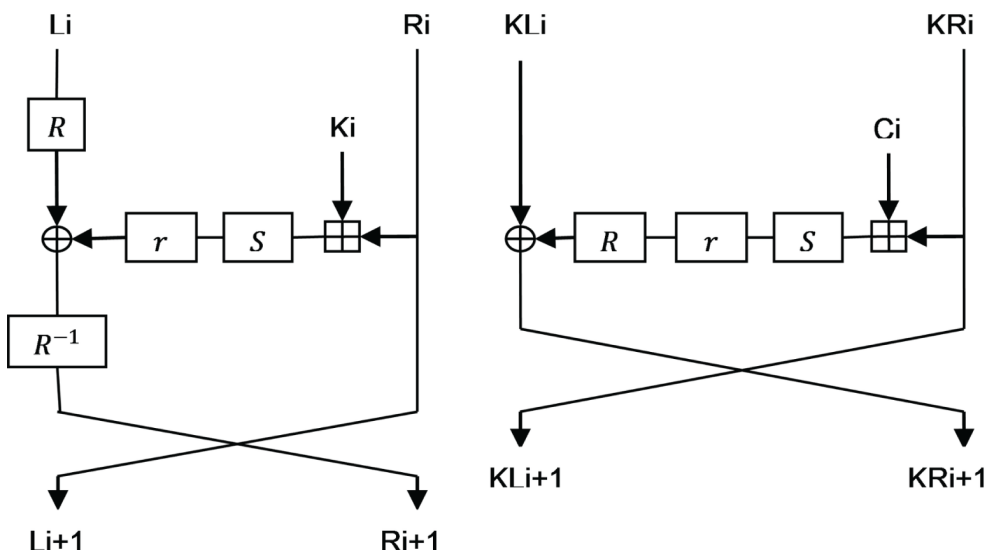 Li Ri KLi KRi
R Ki Ci
r S R r S
R⁻¹
KLi+1 KRi+1
Li+1 Ri+1